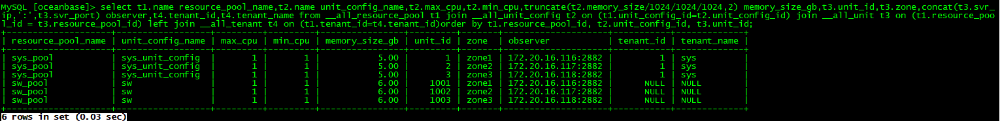 MySQL [oceanbase]> select t1.name resource_pool_name,t2.name unit_config_name,t2.max_cpu,t2.min_cpu,truncate(t2.memory_size/1024/1024/1024,2) memory_size_gb,t3.unit_id,t3.zone,concat(t3.svr_
ip,':',t3.svr_port) observer,t4.tenant_id,t4.tenant_name from __all_resource_pool t1 join __all_unit_config t2 on (t1.unit_config_id=t2.unit_config_id) join __all_unit t3 on (t1.resource_poo
l_id = t3.resource_pool_id) left join __all_tenant t4 on (t1.tenant_id=t4.tenant_id)order by t1.resource_pool_id, t2.unit_config_id, t3.unit_id;
+--------------------+------------------+---------+---------+----------------+---------+-------+--------------------+-----------+-------------+
| resource_pool_name | unit_config_name | max_cpu | min_cpu | memory_size_gb | unit_id | zone  | observer           | tenant_id | tenant_name |
+--------------------+------------------+---------+---------+----------------+---------+-------+--------------------+-----------+-------------+
| sys_pool           | sys_unit_config  |       1 |       1 |           5.00 |       1 | zone1 | 172.20.16.116:2882 |         1 | sys         |
| sys_pool           | sys_unit_config  |       1 |       1 |           5.00 |       2 | zone2 | 172.20.16.117:2882 |         1 | sys         |
| sys_pool           | sys_unit_config  |       1 |       1 |           5.00 |       3 | zone3 | 172.20.16.118:2882 |         1 | sys         |
| sw_pool            | sw               |       1 |       1 |           6.00 |    1001 | zone1 | 172.20.16.116:2882 |      NULL | NULL        |
| sw_pool            | sw               |       1 |       1 |           6.00 |    1002 | zone2 | 172.20.16.117:2882 |      NULL | NULL        |
| sw_pool            | sw               |       1 |       1 |           6.00 |    1003 | zone3 | 172.20.16.118:2882 |      NULL | NULL        |
+--------------------+------------------+---------+---------+----------------+---------+-------+--------------------+-----------+-------------+
6 rows in set (0.03 sec)